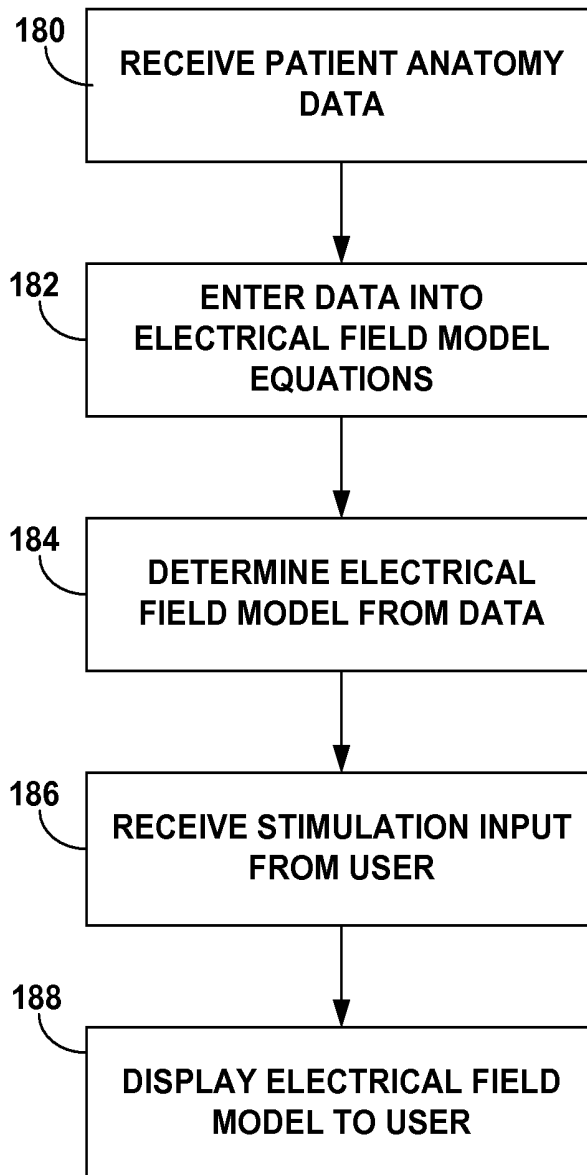 180
RECEIVE PATIENT ANATOMY
DATA
182
ENTER DATA INTO
ELECTRICAL FIELD MODEL
EQUATIONS
184
DETERMINE ELECTRICAL
FIELD MODEL FROM DATA
186
RECEIVE STIMULATION INPUT
FROM USER
188
DISPLAY ELECTRICAL FIELD
MODEL TO USER